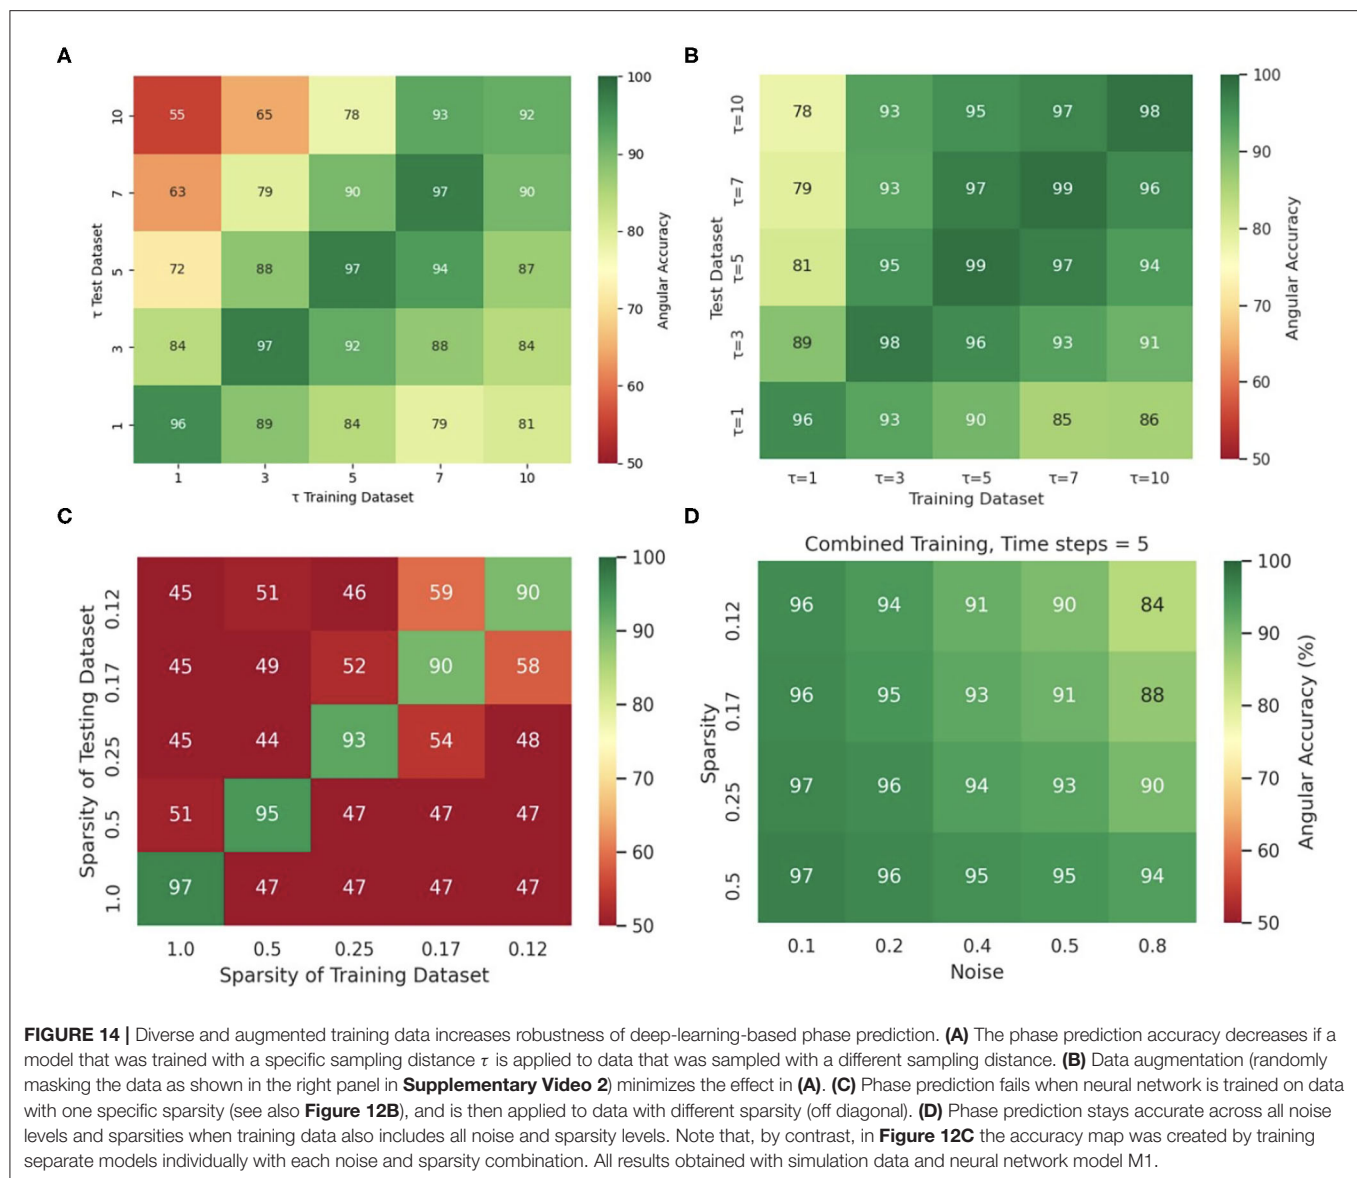 A
10 55 65 78 93 92
7 63 79 90 97 90
5 72 88 97 94 87
3 84 97 92 88 84
1 96 89 84 79 81
1 3 5 7 10
τ Training Dataset
τ Test Dataset
100
90
80
70
60
50
Angular Accuracy
B
τ=10 78 93 95 97 98
τ=7 79 93 97 99 96
τ=5 81 95 99 97 94
τ=3 89 98 96 93 91
τ=1 96 93 90 85 86
τ=1 τ=3 τ=5 τ=7 τ=10
Training Dataset
Test Dataset
100
90
80
70
60
50
Angular Accuracy
C
0.12 45 51 46 59 90
0.17 45 49 52 90 58
0.25 45 44 93 54 48
0.5 51 95 47 47 47
1.0 97 47 47 47 47
1.0 0.5 0.25 0.17 0.12
Sparsity of Training Dataset
Sparsity of Testing Dataset
100
90
80
70
60
50
D
Combined Training, Time steps = 5
0.12 96 94 91 90 84
0.17 96 95 93 91 88
0.25 97 96 94 93 90
0.5 97 96 95 95 94
0.1 0.2 0.4 0.5 0.8
Noise
Sparsity
100
90
80
70
60
50
Angular Accuracy (%)
FIGURE 14 | Diverse and augmented training data increases robustness of deep-learning-based phase prediction. (A) The phase prediction accuracy decreases if a
model that was trained with a specific sampling distance τ is applied to data that was sampled with a different sampling distance. (B) Data augmentation (randomly
masking the data as shown in the right panel in Supplementary Video 2) minimizes the effect in (A). (C) Phase prediction fails when neural network is trained on data
with one specific sparsity (see also Figure 12B), and is then applied to data with different sparsity (off diagonal). (D) Phase prediction stays accurate across all noise
levels and sparsities when training data also includes all noise and sparsity levels. Note that, by contrast, in Figure 12C the accuracy map was created by training
separate models individually with each noise and sparsity combination. All results obtained with simulation data and neural network model M1.